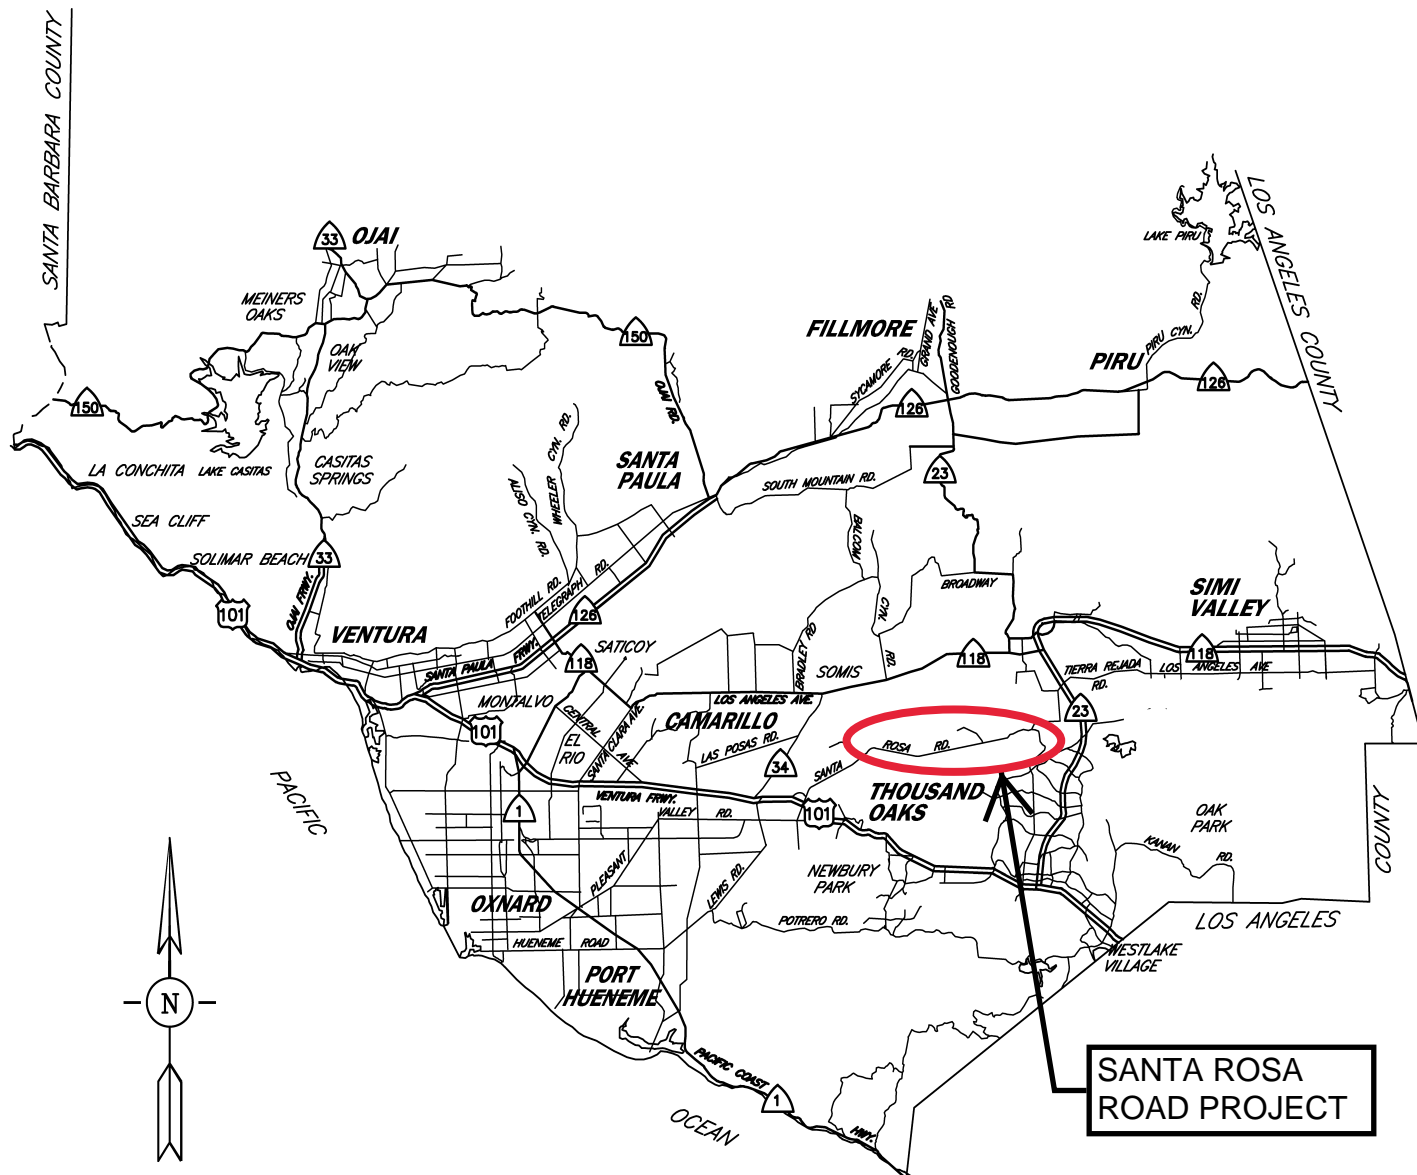 SANTA BARBARA COUNTY
LOS ANGELES COUNTY
LAKE PIRU
33
OJAI
MEINERS
OAKS
OAK
VIEW
150
OJAI RD.
FILLMORE
SYCAMORE RD.
GRAND AVE
GOODENOUGH RD
PIRU
PIRU CYN. RD.
126
126
150
LA CONCHITA
LAKE CASITAS
CASITAS
SPRINGS
SANTA
PAULA
WHEELER CYN. RD.
ALISO CYN. RD.
SOUTH MOUNTAIN RD.
23
BALCOM CYN. RD.
SEA CLIFF
SOLIMAR BEACH
33
OJAI FRWY.
101
VENTURA
FOOTHILL RD.
TELEGRAPH RD.
126
SANTA PAULA FRWY.
BROADWAY
SIMI
VALLEY
SATICOY
118
BRADLEY RD
SOMIS
118
118
TIERRA REJADA RD.
LOS ANGELES AVE
MONTALVO
LOS ANGELES AVE.
23
CENTRAL AVE
SANTA CLARA AVE.
CAMARILLO
101
EL
RIO
LAS POSAS RD.
34
SANTA ROSA RD.
PACIFIC
VENTURA FRWY.
THOUSAND
OAKS
1
101
VALLEY RD.
PLEASANT
OAK
PARK
KANAN RD.
COUNTY
NEWBURY
PARK
LEWIS RD.
OXNARD
POTRERO RD.
LOS ANGELES
HUENEME ROAD
WESTLAKE
VILLAGE
PORT
HUENEME
N
PACIFIC COAST
1
HWY.
OCEAN
SANTA ROSA
ROAD PROJECT